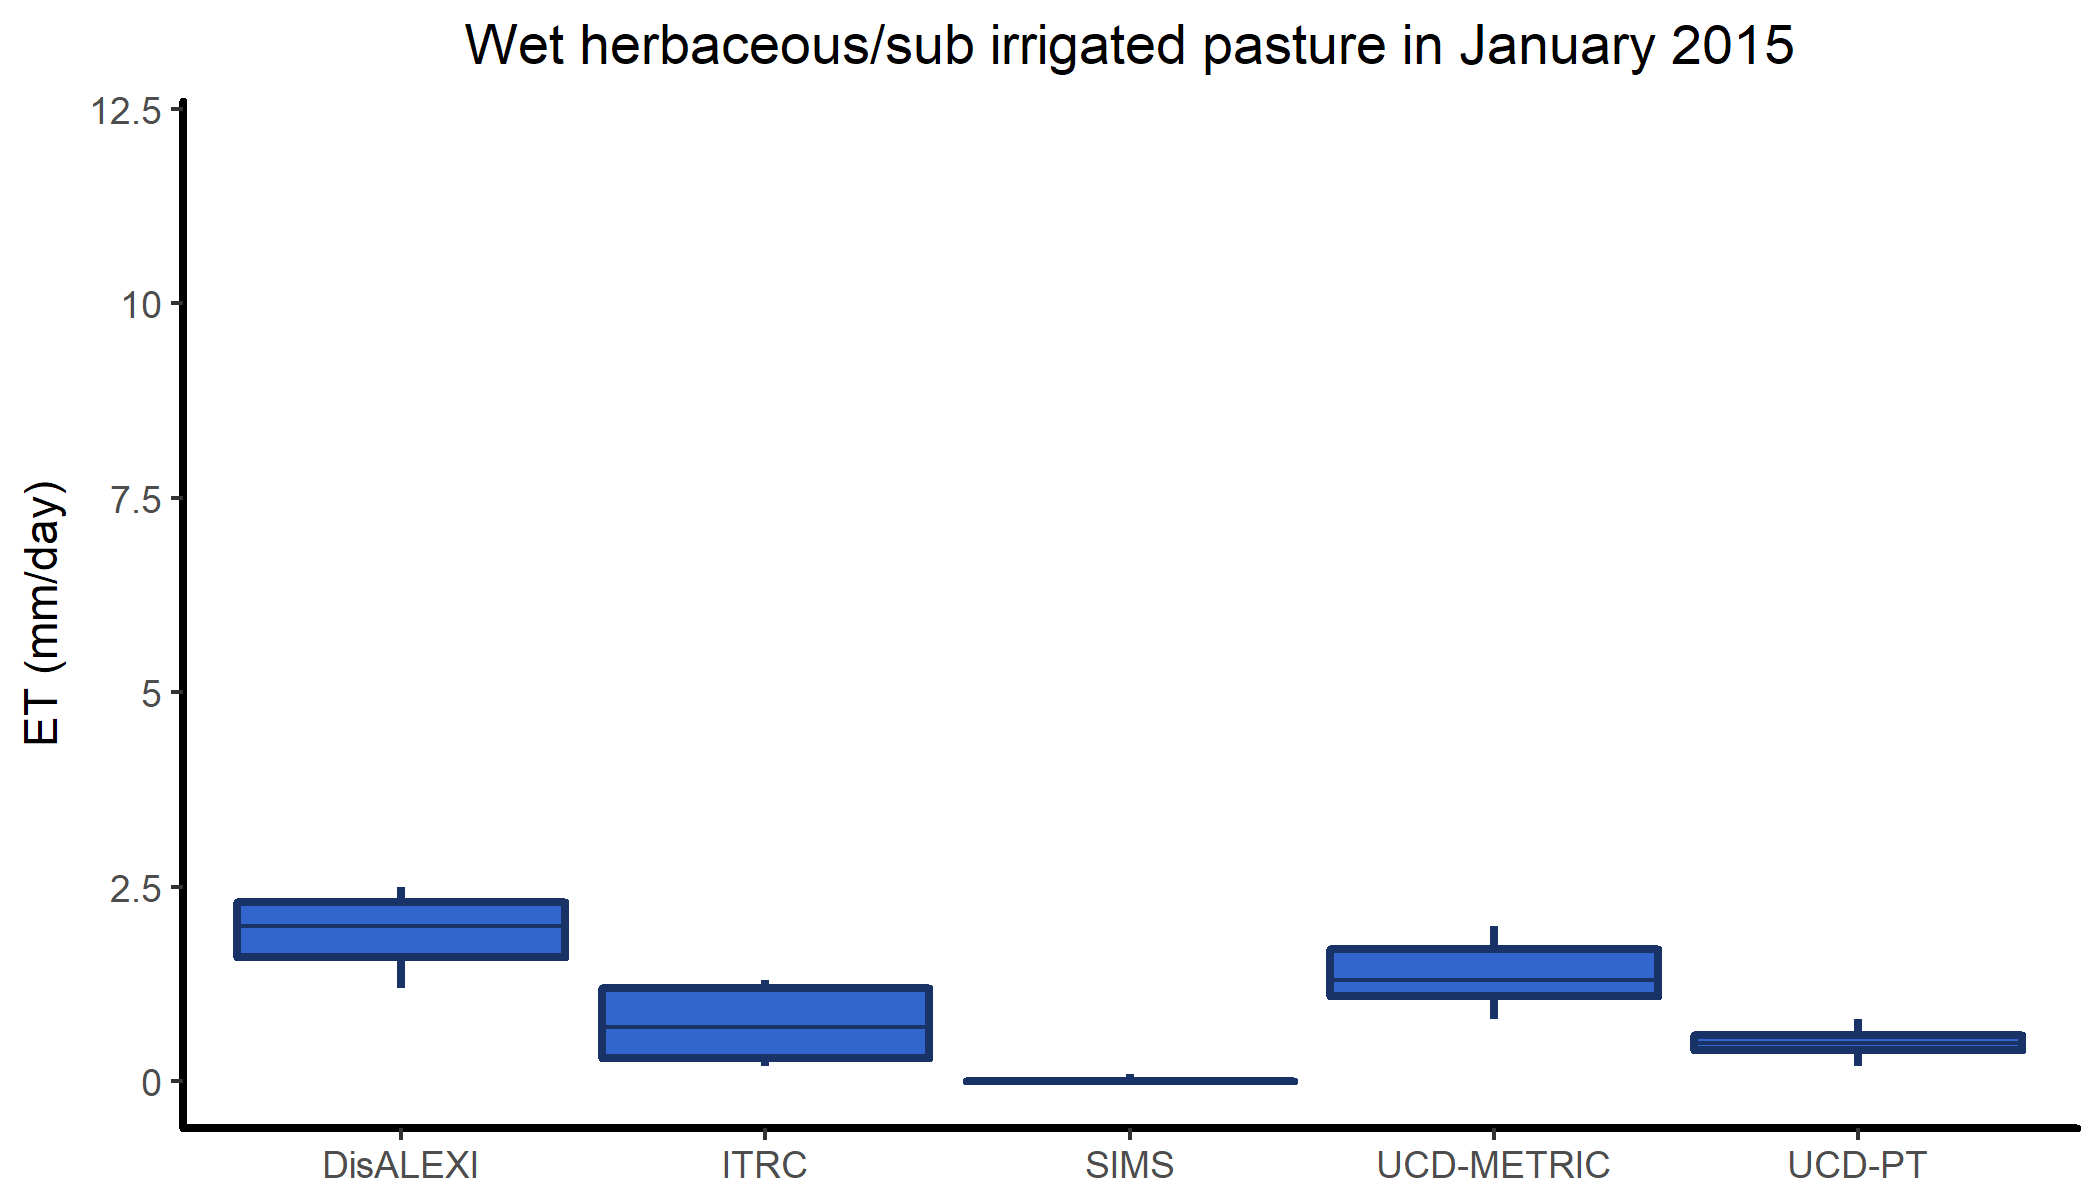 Wet herbaceous/sub irrigated pasture in January 2015
ET (mm/day)
12.5
10
7.5
5
2.5
0
DisALEXI ITRC SIMS UCD-METRIC UCD-PT